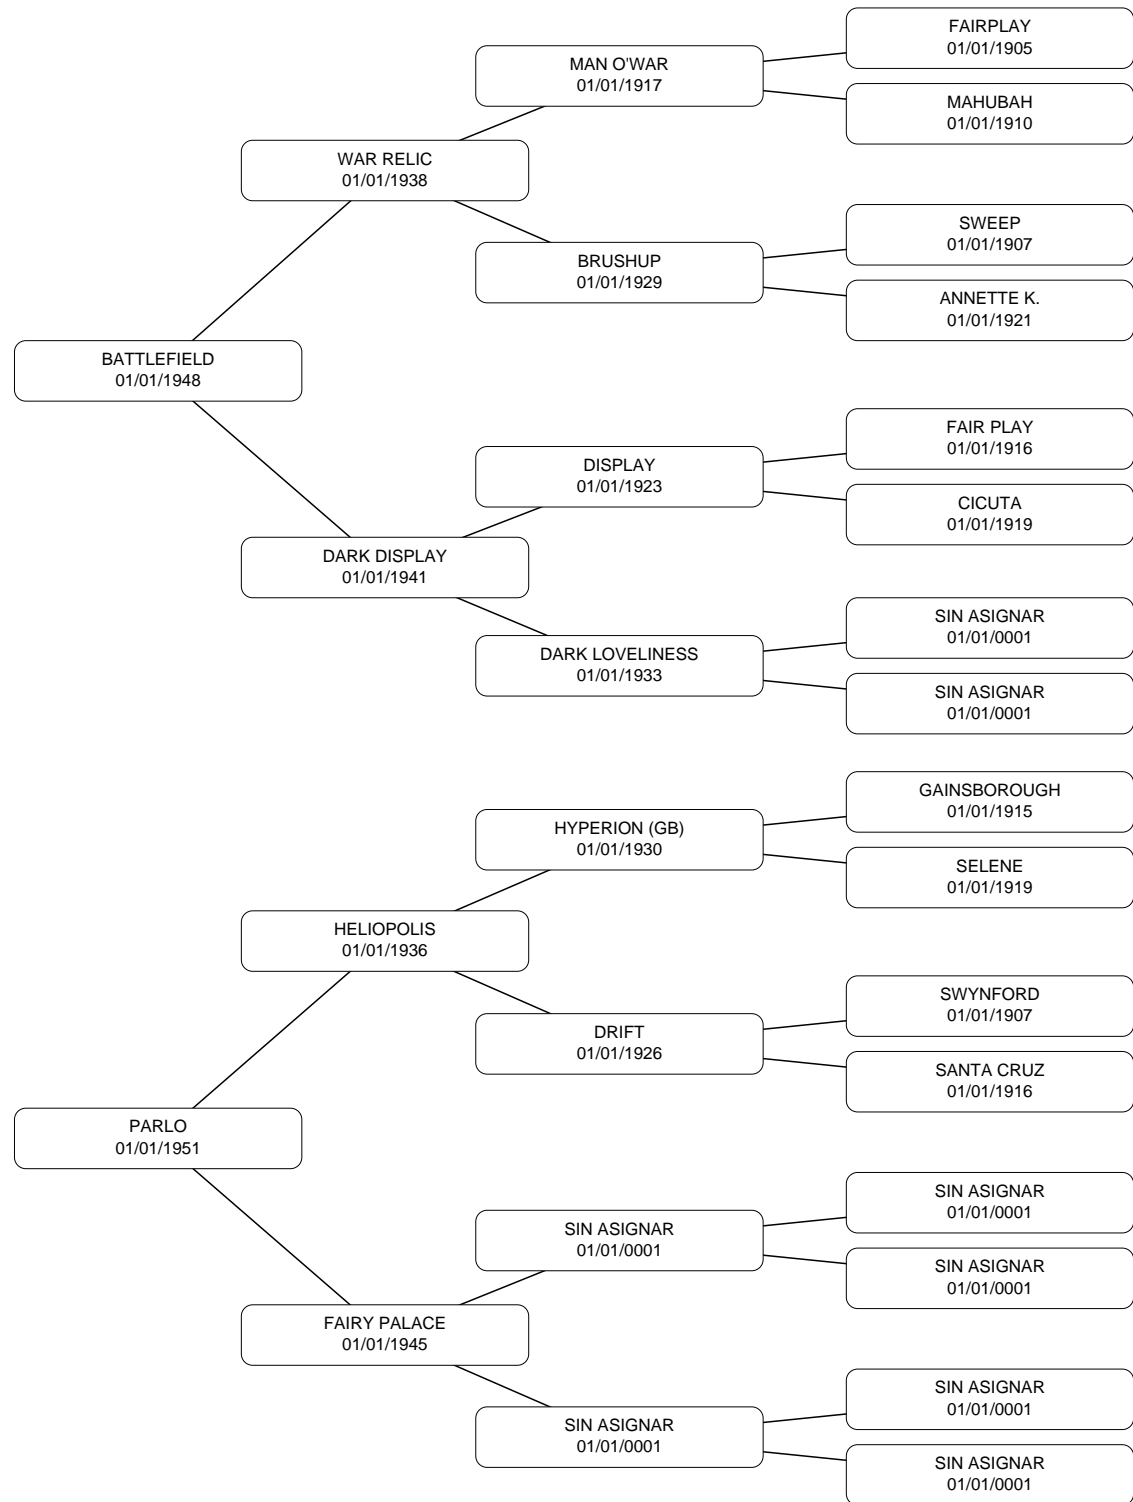 FAIRPLAY
01/01/1905
MAN O'WAR
01/01/1917
MAHUBAH
01/01/1910
WAR RELIC
01/01/1938
SWEEP
01/01/1907
BRUSHUP
01/01/1929
ANNETTE K.
01/01/1921
BATTLEFIELD
01/01/1948
FAIR PLAY
01/01/1916
DISPLAY
01/01/1923
CICUTA
01/01/1919
DARK DISPLAY
01/01/1941
SIN ASIGNAR
01/01/0001
DARK LOVELINESS
01/01/1933
SIN ASIGNAR
01/01/0001
GAINSBOROUGH
01/01/1915
HYPERION (GB)
01/01/1930
SELENE
01/01/1919
HELIOPOLIS
01/01/1936
SWYNFORD
01/01/1907
DRIFT
01/01/1926
SANTA CRUZ
01/01/1916
PARLO
01/01/1951
SIN ASIGNAR
01/01/0001
SIN ASIGNAR
01/01/0001
SIN ASIGNAR
01/01/0001
FAIRY PALACE
01/01/1945
SIN ASIGNAR
01/01/0001
SIN ASIGNAR
01/01/0001
SIN ASIGNAR
01/01/0001